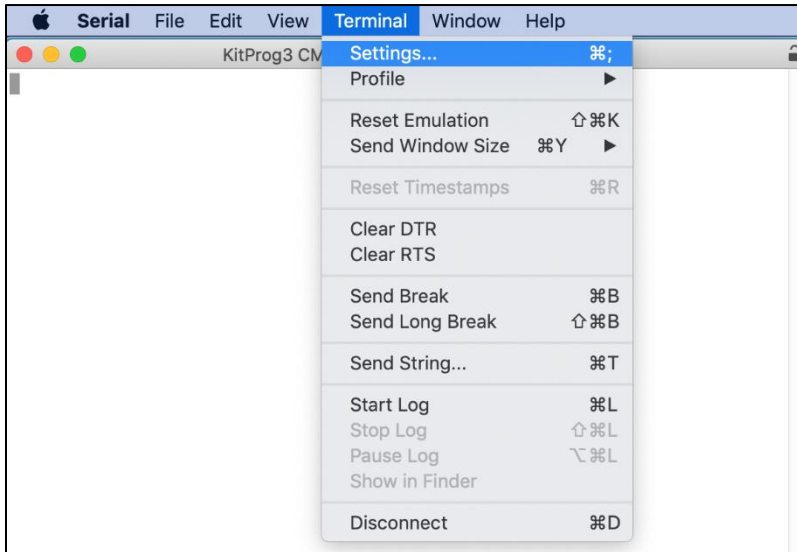 Serial File Edit View Terminal Window Help
KitProg3 CM
Settings... ⌘;
Profile ▶
Reset Emulation ⇧⌘K
Send Window Size ⌘Y ▶
Reset Timestamps ⌘R
Clear DTR
Clear RTS
Send Break ⌘B
Send Long Break ⇧⌘B
Send String... ⌘T
Start Log ⌘L
Stop Log ⇧⌘L
Pause Log ⌥⌘L
Show in Finder
Disconnect ⌘D